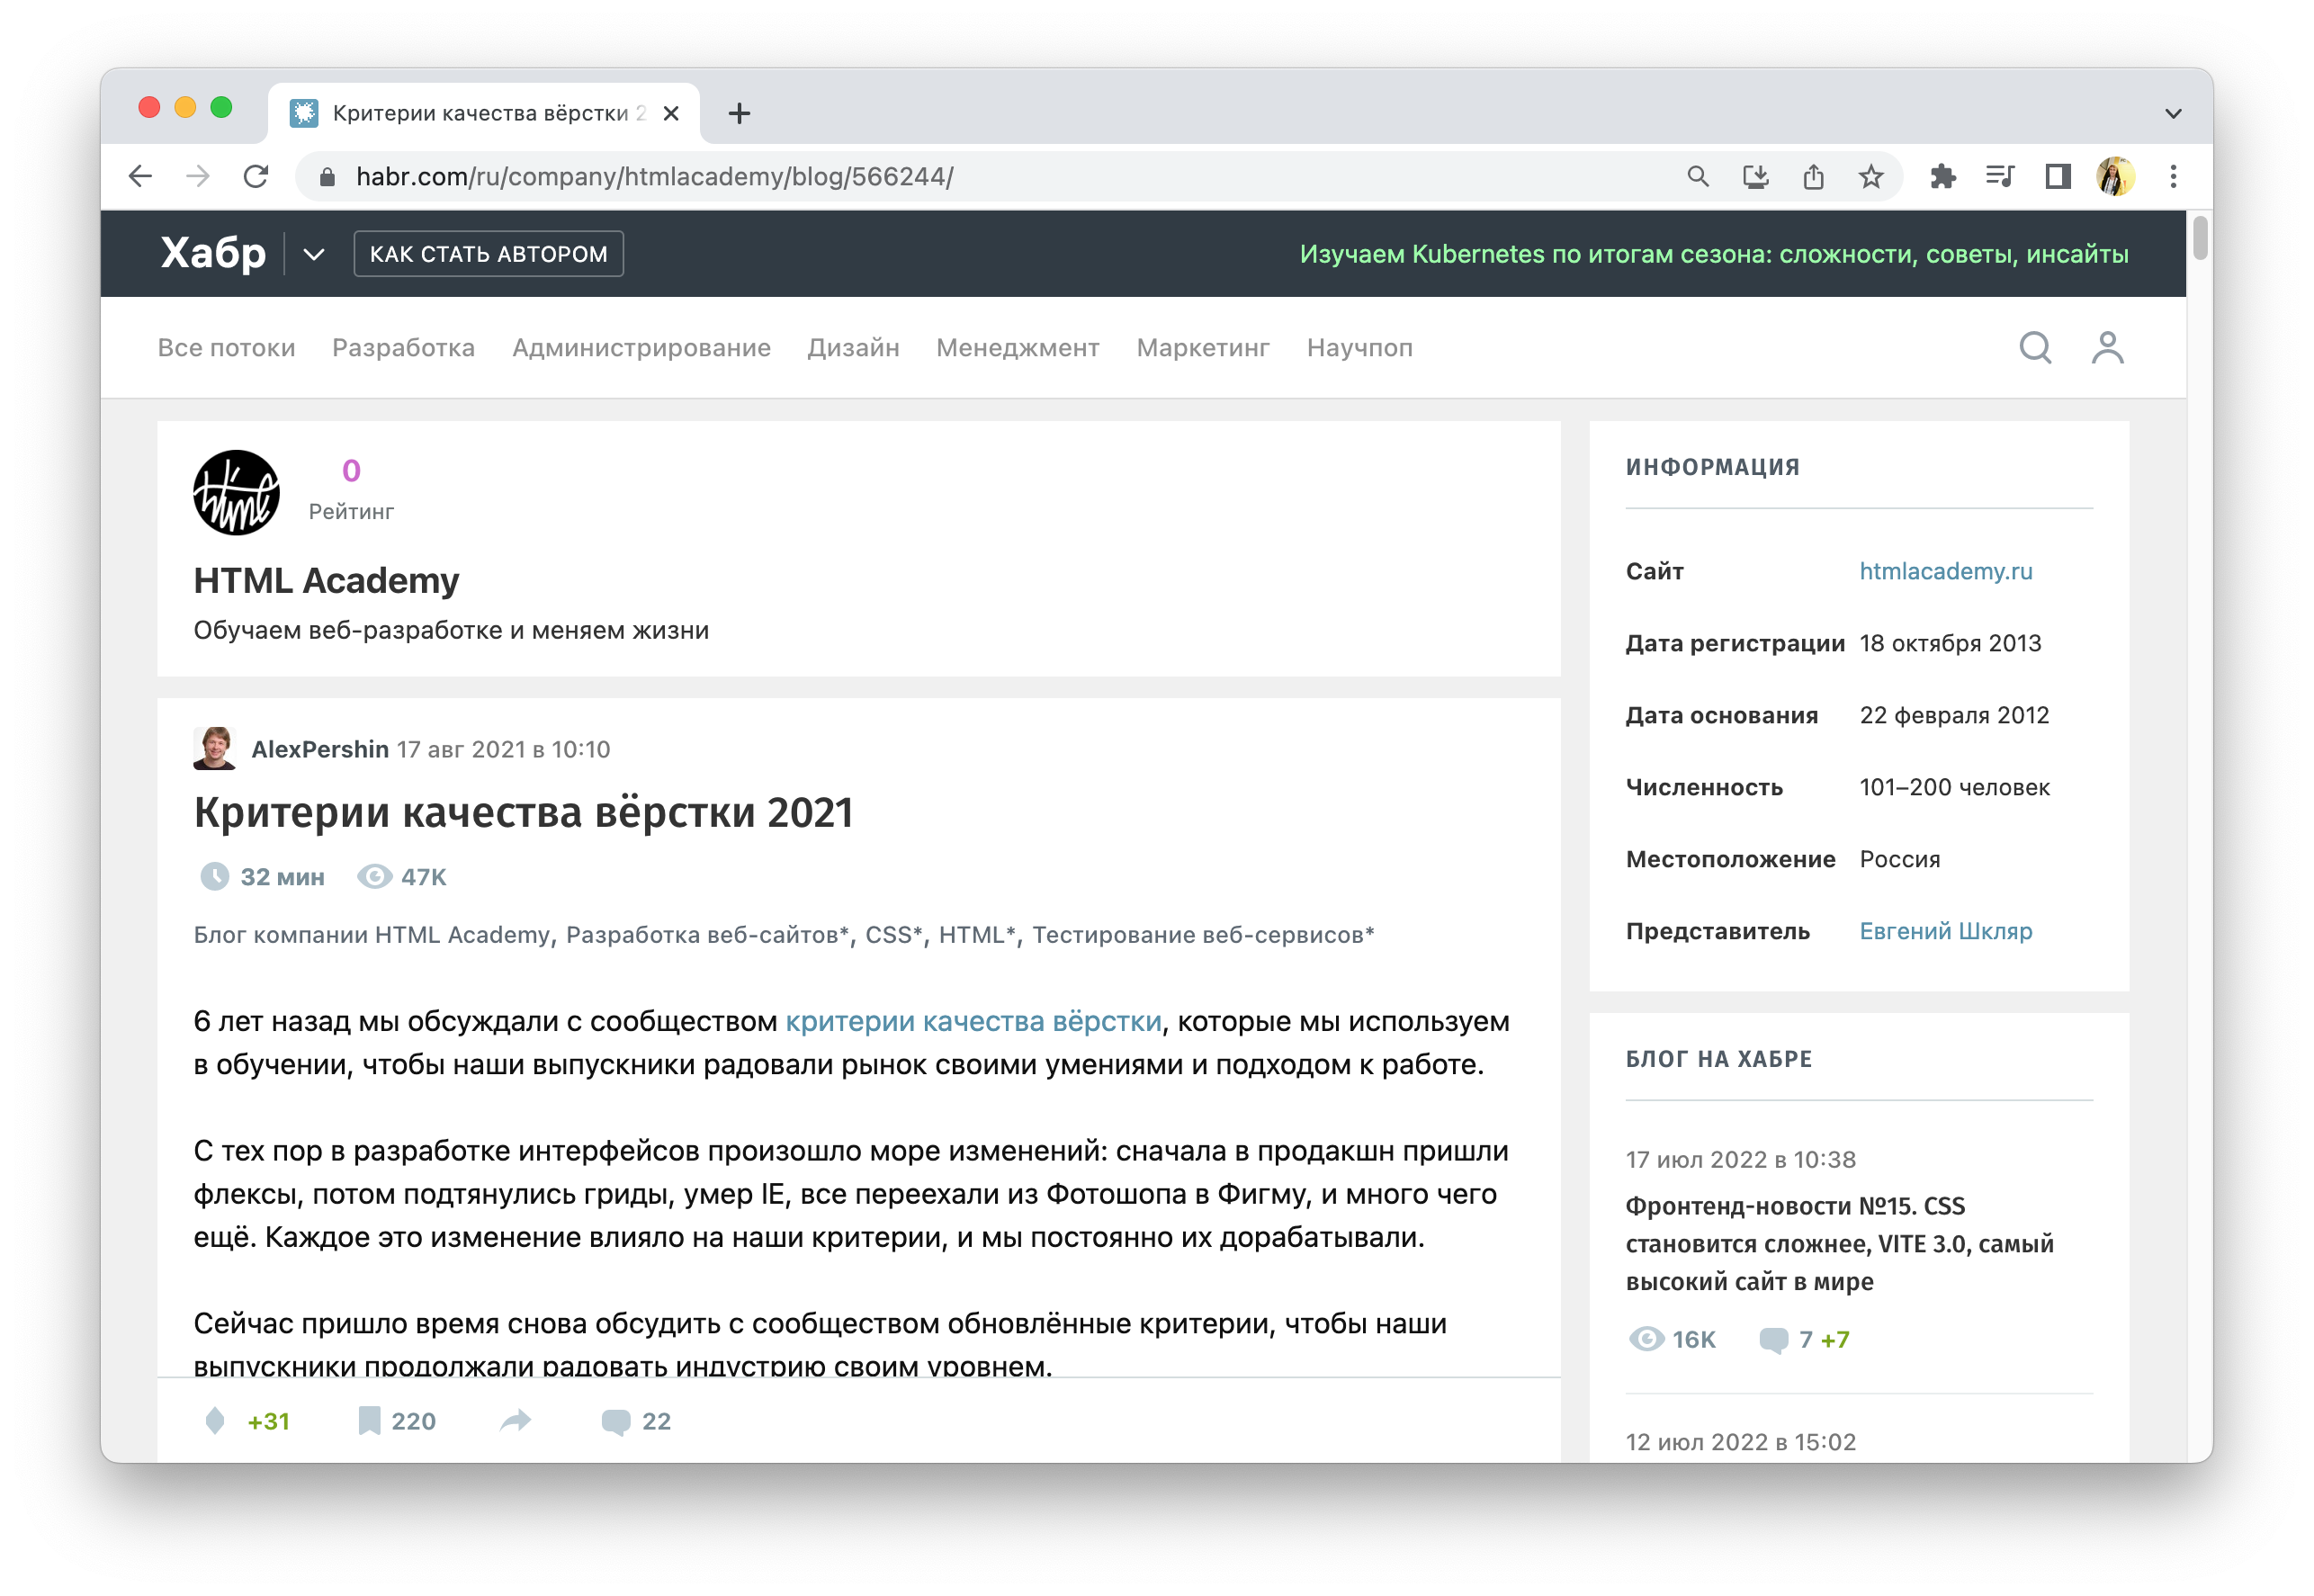 Критерии качества вёрстки 2
habr.com/ru/company/htmlacademy/blog/566244/
Хабр
КАК СТАТЬ АВТОРОМ
Изучаем Kubernetes по итогам сезона: сложности, советы, инсайты
Все потоки Разработка Администрирование Дизайн Менеджмент Маркетинг Научпоп
html
0
Рейтинг
HTML Academy
Обучаем веб-разработке и меняем жизни
AlexPershin 17 авг 2021 в 10:10
Критерии качества вёрстки 2021
32 мин 47K
Блог компании HTML Academy, Разработка веб-сайтов*, CSS*, HTML*, Тестирование веб-сервисов*
6 лет назад мы обсуждали с сообществом критерии качества вёрстки, которые мы используем
в обучении, чтобы наши выпускники радовали рынок своими умениями и подходом к работе.
С тех пор в разработке интерфейсов произошло море изменений: сначала в продакшн пришли
флексы, потом подтянулись гриды, умер IE, все переехали из Фотошопа в Фигму, и много чего
ещё. Каждое это изменение влияло на наши критерии, и мы постоянно их дорабатывали.
Сейчас пришло время снова обсудить с сообществом обновлённые критерии, чтобы наши
выпускники продолжали радовать индустрию своим уровнем.
+31 220 22
ИНФОРМАЦИЯ
Сайт htmlacademy.ru
Дата регистрации 18 октября 2013
Дата основания 22 февраля 2012
Численность 101–200 человек
Местоположение Россия
Представитель Евгений Шкляр
БЛОГ НА ХАБРЕ
17 июл 2022 в 10:38
Фронтенд-новости №15. CSS
становится сложнее, VITE 3.0, самый
высокий сайт в мире
16K 7 +7
12 июл 2022 в 15:02